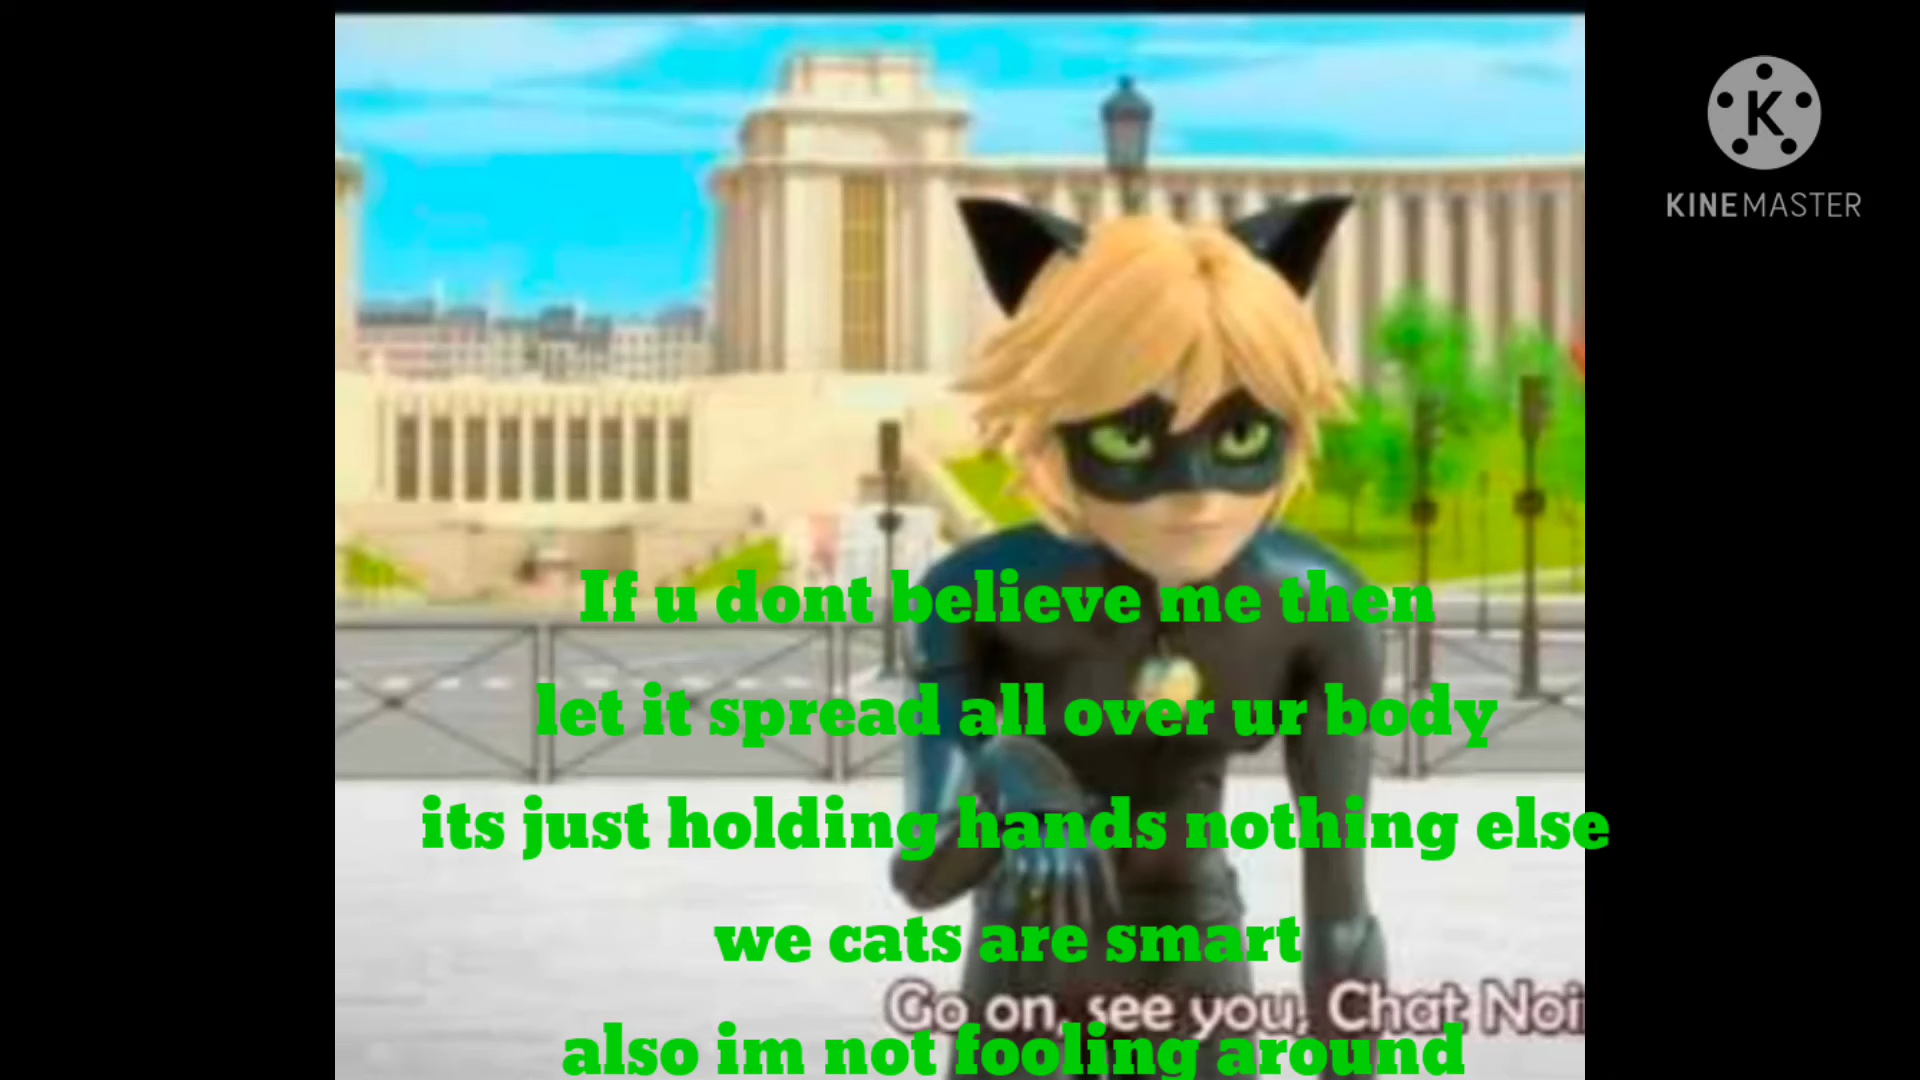 K
KINEMASTER
If u dont believe me then
let it spread all over ur body
its just holding hands nothing else
we cats are smart
Go on, see you, Chat Noi
also im not fooling around